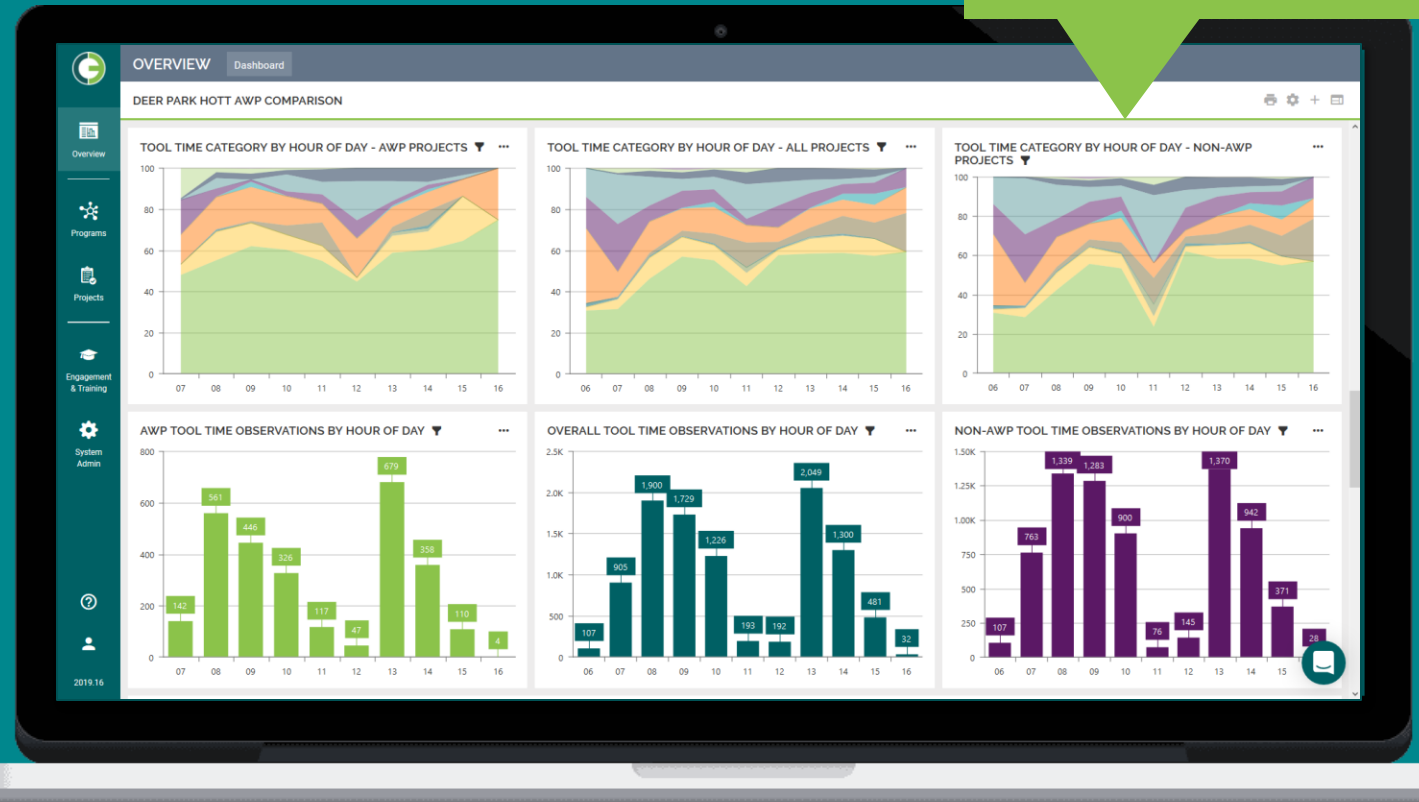 OVERVIEW Dashboard
DEER PARK HOTT AWP COMPARISON
Overview
Programs
Projects
Engagement
& Training
System
Admin
2019.16
TOOL TIME CATEGORY BY HOUR OF DAY - AWP PROJECTS
100
80
60
40
20
0
07 08 09 10 11 12 13 14 15 16
TOOL TIME CATEGORY BY HOUR OF DAY - ALL PROJECTS
100
80
60
40
20
0
06 07 08 09 10 11 12 13 14 15 16
TOOL TIME CATEGORY BY HOUR OF DAY - NON-AWP
PROJECTS
100
80
60
40
20
0
06 07 08 09 10 11 12 13 14 15 16
AWP TOOL TIME OBSERVATIONS BY HOUR OF DAY
800
600
400
200
0
142 561 446 326 117 47 679 358 110 4
07 08 09 10 11 12 13 14 15 16
OVERALL TOOL TIME OBSERVATIONS BY HOUR OF DAY
2.5K
2.0K
1.5K
1.0K
500
0
107 905 1,900 1,729 1,226 193 192 2,049 1,300 481 32
06 07 08 09 10 11 12 13 14 15 16
NON-AWP TOOL TIME OBSERVATIONS BY HOUR OF DAY
1.50K
1.25K
1.00K
750
500
250
0
107 763 1,339 1,283 900 76 145 1,370 942 371 28
06 07 08 09 10 11 12 13 14 15